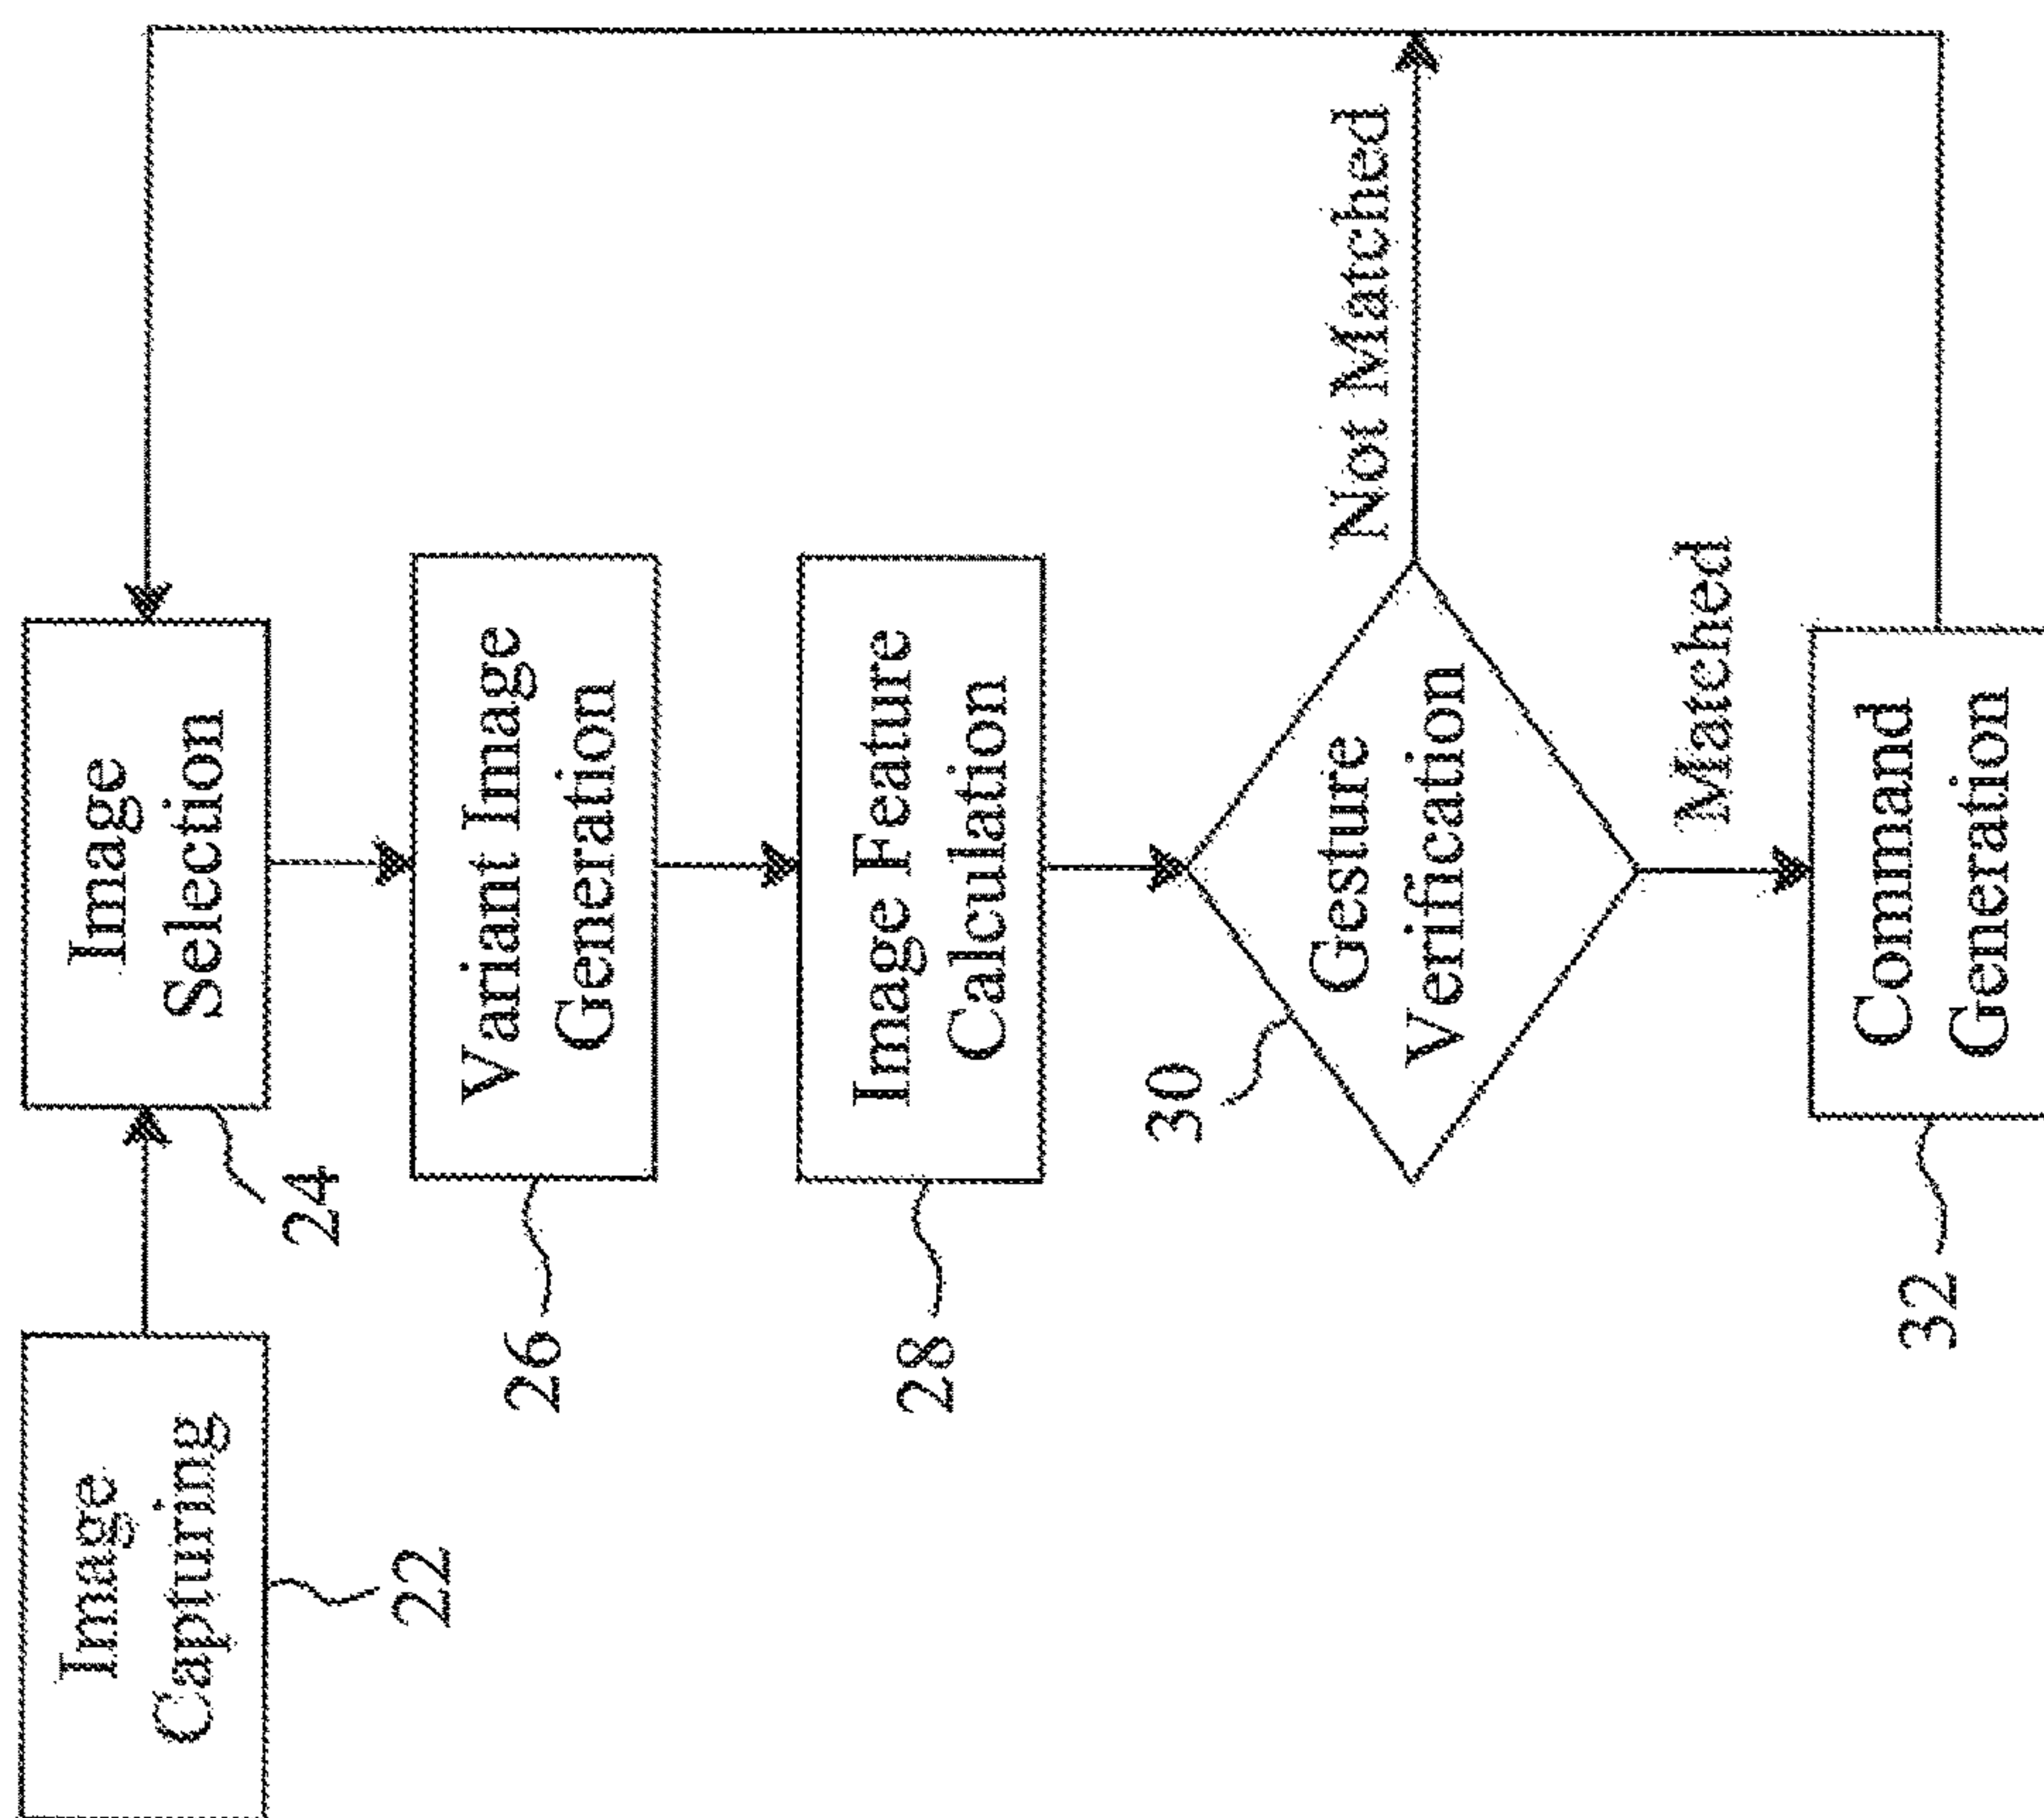 Image
Capturing
22
Image
Selection
24
Variant Image
Generation
26
Image Feature
Calculation
28
Gesture
Verification
30
Not Matched
Matched
Command
Generation
32